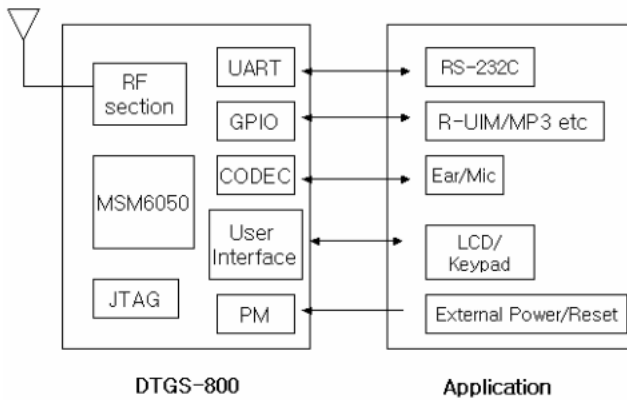 RF
section
MSM6050
JTAG
UART
GPIO
CODEC
User
Interface
PM
RS-232C
R-UIM/MP3 etc
Ear/Mic
LCD/
Keypad
External Power/Reset
DTGS-800
Application